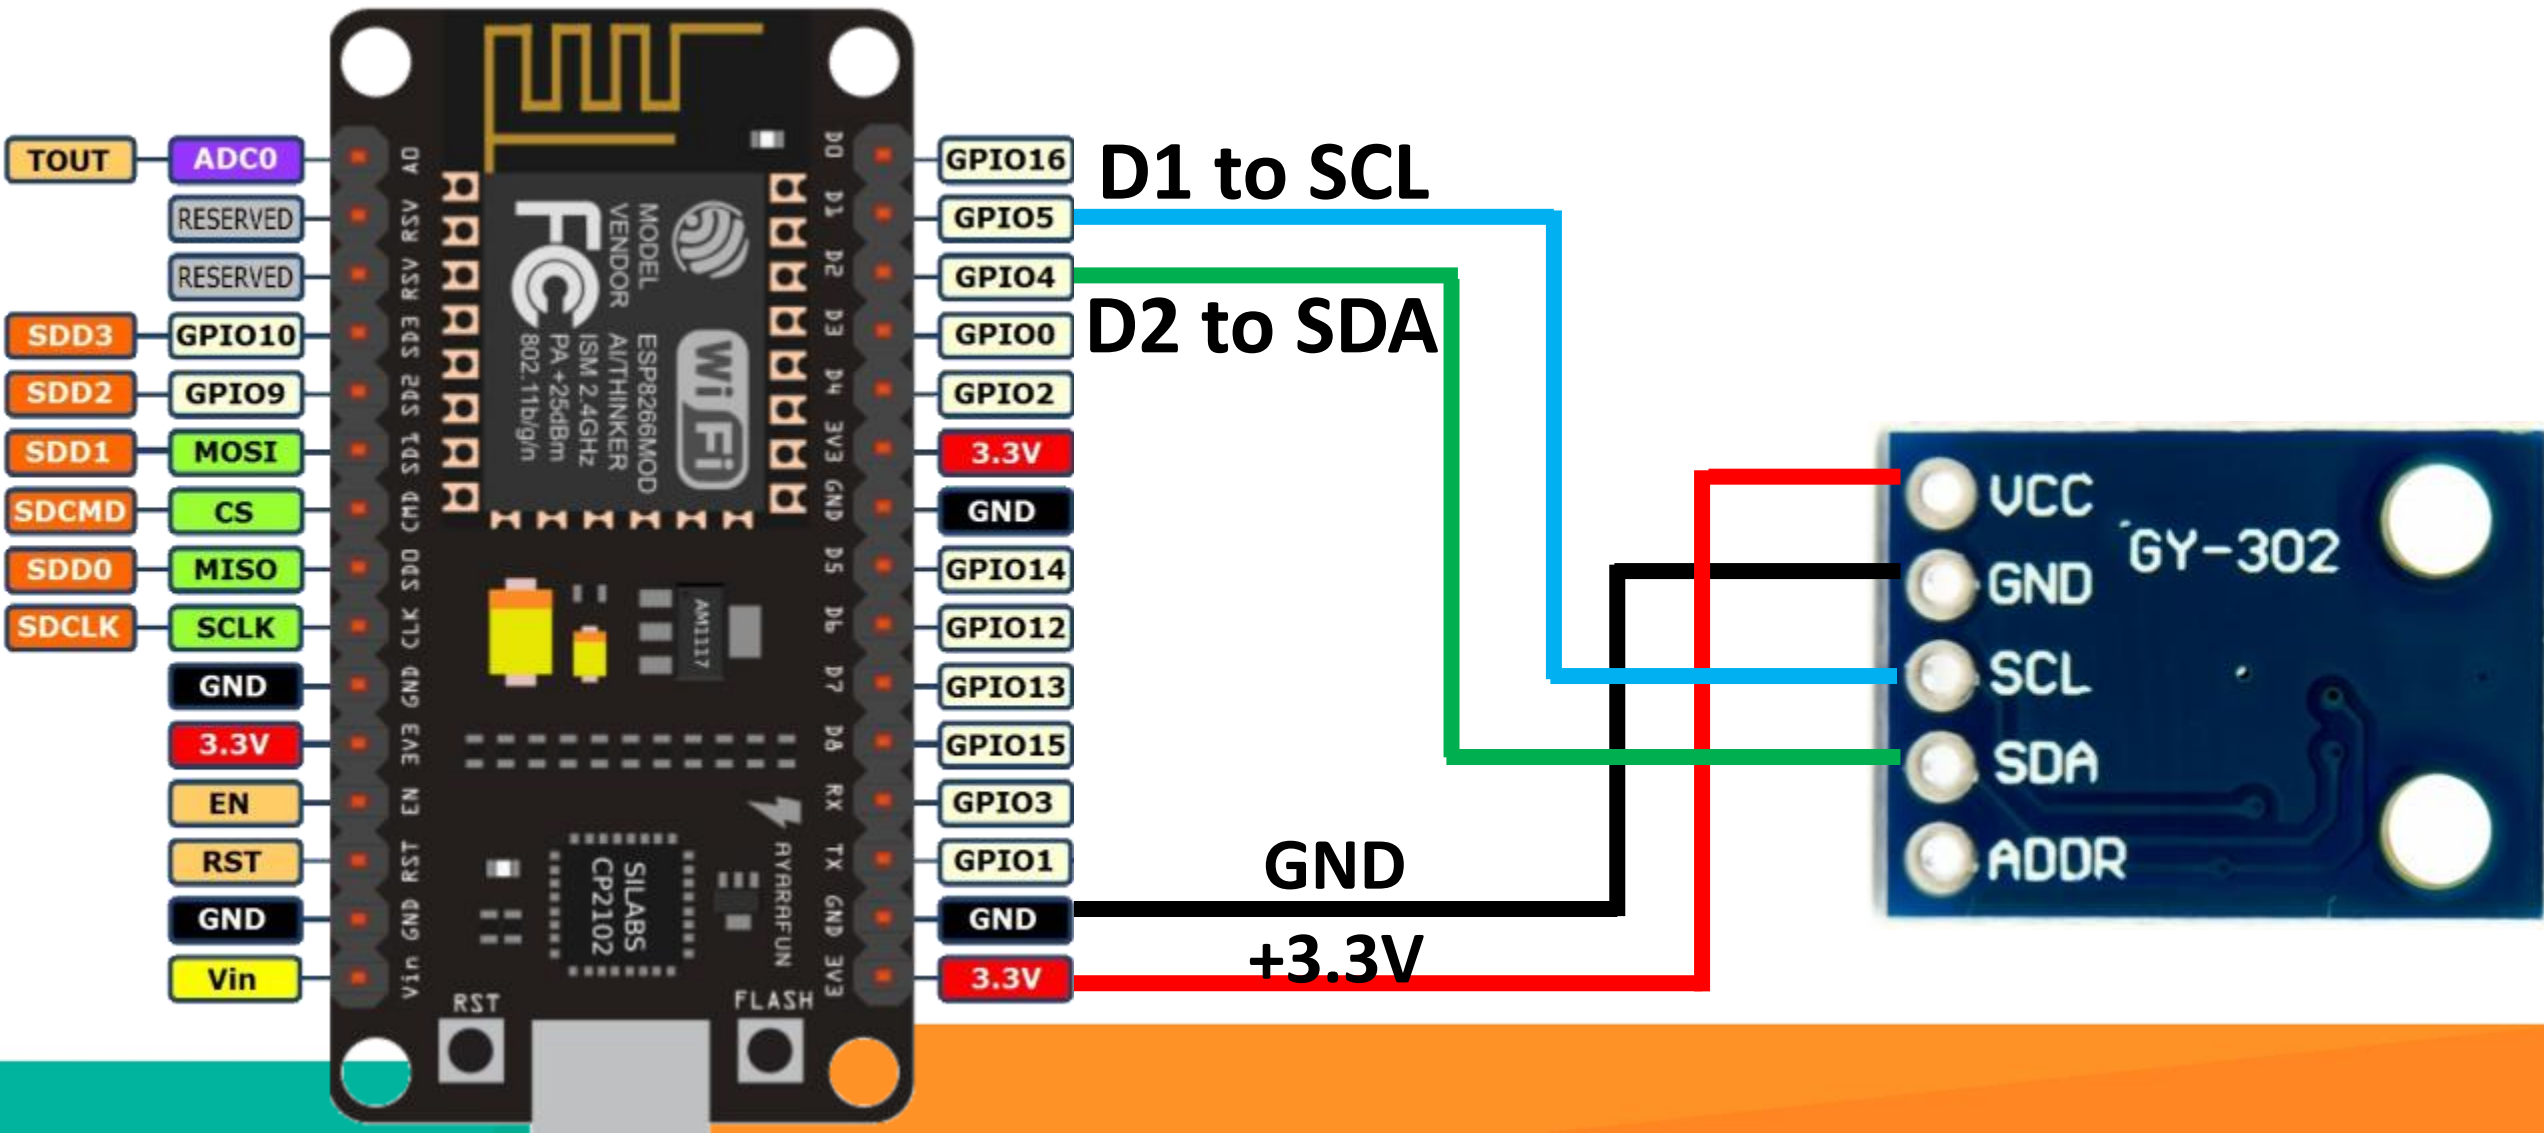 TOUT
ADC0
RESERVED
RESERVED
SDD3 GPIO10
SDD2 GPIO9
SDD1 MOSI
SDCMD CS
SDD0 MISO
SDCLK SCLK
GND
3.3V
EN
RST
GND
Vin
A0
RSV
RSV
SD3
SD2
SD1
CMD
SD0
CLK
GND
3V3
EN
RST
GND
Vin
FC
MODEL
VENDOR
WiFi
ESP8266MOD
AI/THINKER
ISM 2.4GHz
PA +25dBm
802.11b/g/n
AM1117
SILABS
CP2102
AYARAFUN
RST
FLASH
D0
D1
D2
D3
D4
3V3
GND
D5
D6
D7
D8
RX
TX
GND
3V3
GPIO16
GPIO5
GPIO4
GPIO0
GPIO2
3.3V
GND
GPIO14
GPIO12
GPIO13
GPIO15
GPIO3
GPIO1
GND
3.3V
D1 to SCL
D2 to SDA
GND
+3.3V
VCC
GND
SCL
SDA
ADDR
GY-302